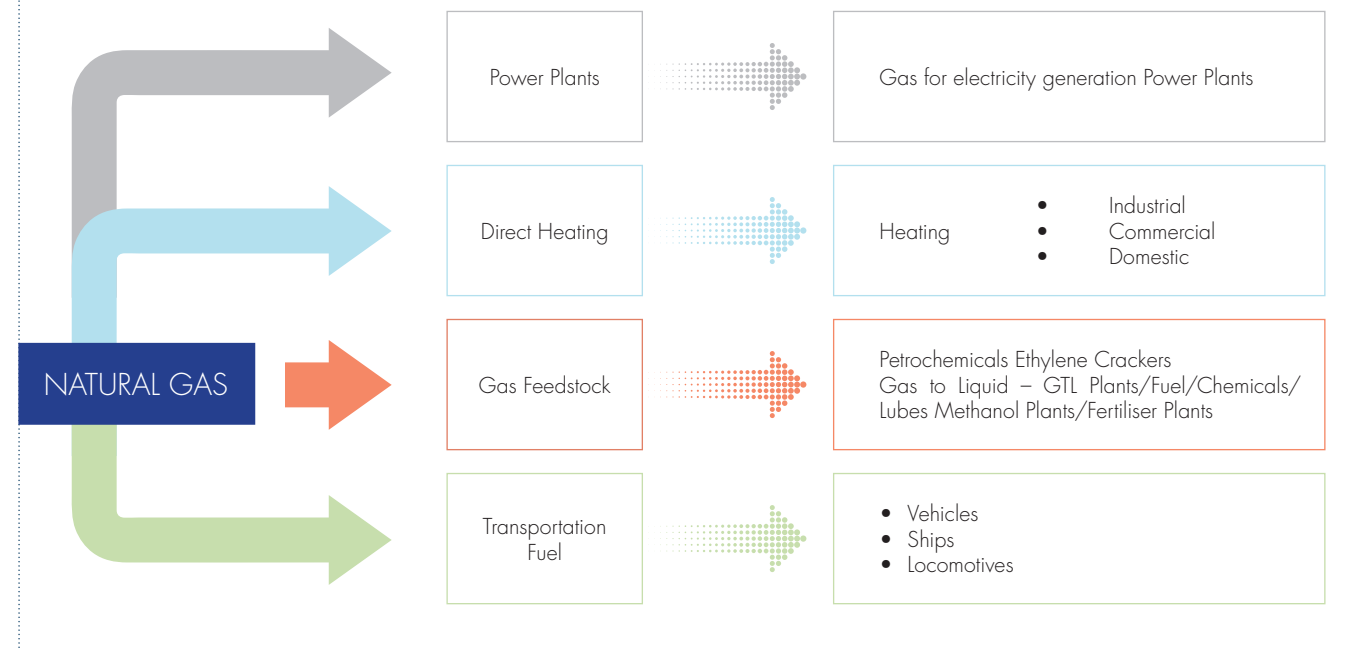 Power Plants
Gas for electricity generation Power Plants
Direct Heating
Heating
• Industrial
• Commercial
• Domestic
NATURAL GAS
Gas Feedstock
Petrochemicals Ethylene Crackers
Gas to Liquid – GTL Plants/Fuel/Chemicals/
Lubes Methanol Plants/Fertiliser Plants
Transportation
Fuel
• Vehicles
• Ships
• Locomotives